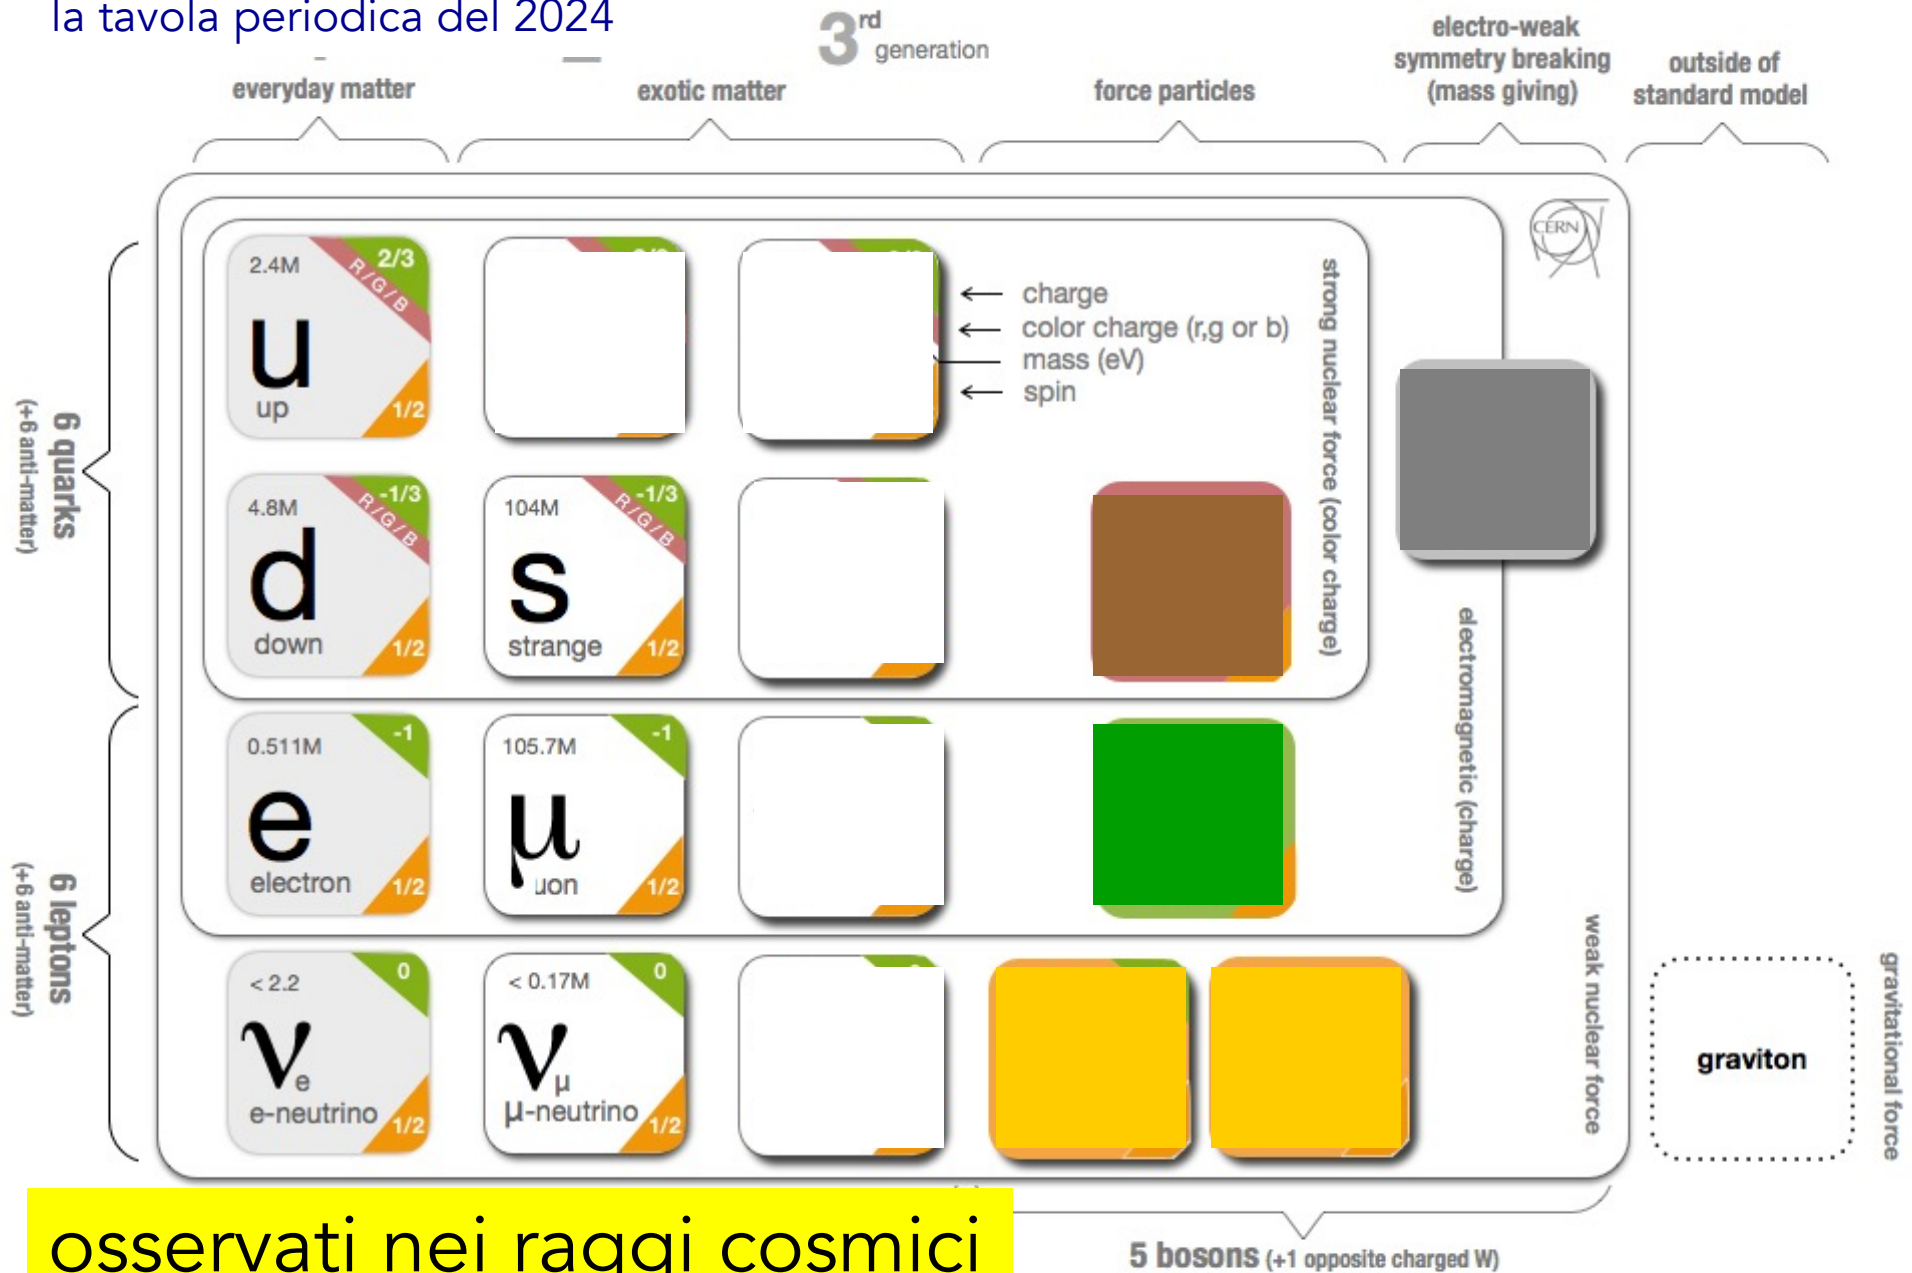 la tavola periodica del 2024
3rd generation
everyday matter
exotic matter
force particles
electro-weak
symmetry breaking
(mass giving)
outside of
standard model
CERN
6 quarks
(+6 anti-matter)
2.4M
2/3
R/G/B
u
up
1/2
charge
color charge (r,g or b)
mass (eV)
spin
strong nuclear force (color charge)
4.8M
-1/3
R/G/B
d
down
1/2
104M
-1/3
R/G/B
s
strange
1/2
electromagnetic (charge)
6 leptons
(+6 anti-matter)
0.511M
-1
e
electron
1/2
105.7M
-1
μ
uon
1/2
< 2.2
0
νe
e-neutrino
1/2
< 0.17M
0
νμ
μ-neutrino
1/2
weak nuclear force
graviton
gravitational force
osservati nei raggi cosmici
5 bosons (+1 opposite charged W)